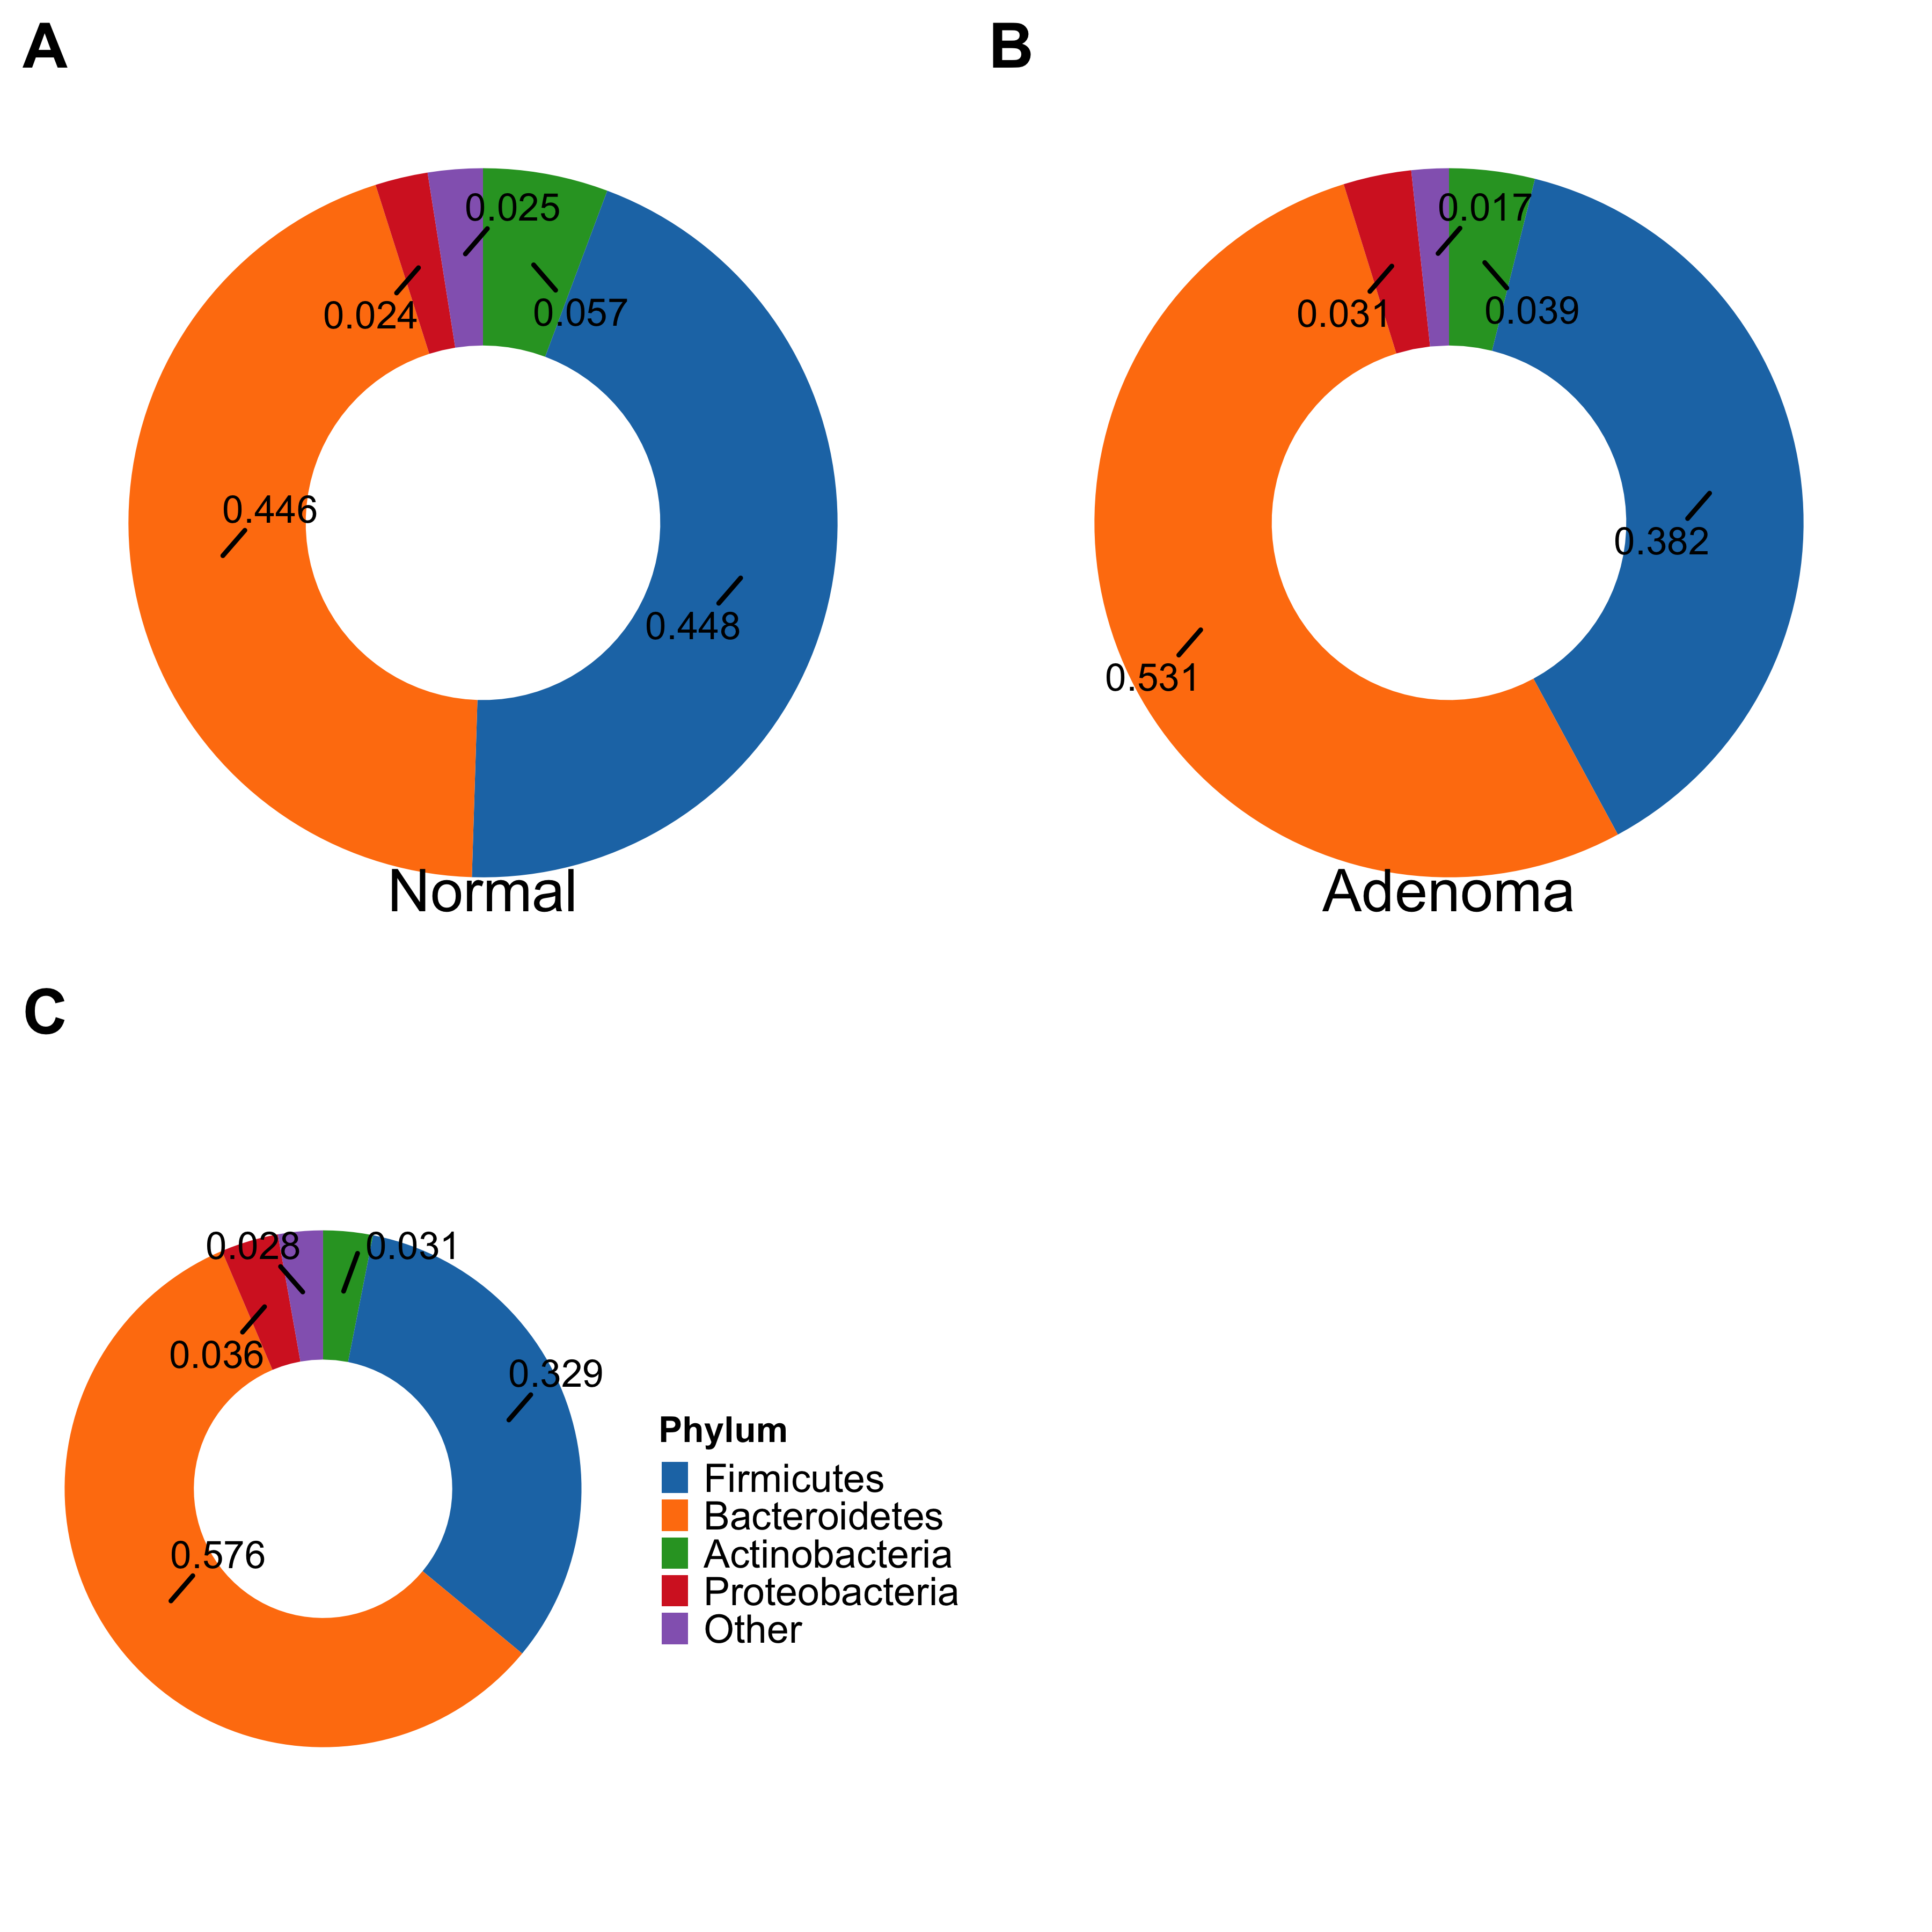 A
B
0.025
0.057
0.024
0.446
0.448
Normal
0.017
0.039
0.031
0.382
0.531
Adenoma
C
0.028
0.031
0.036
0.329
0.576
Phylum
Firmicutes
Bacteroidetes
Actinobacteria
Proteobacteria
Other